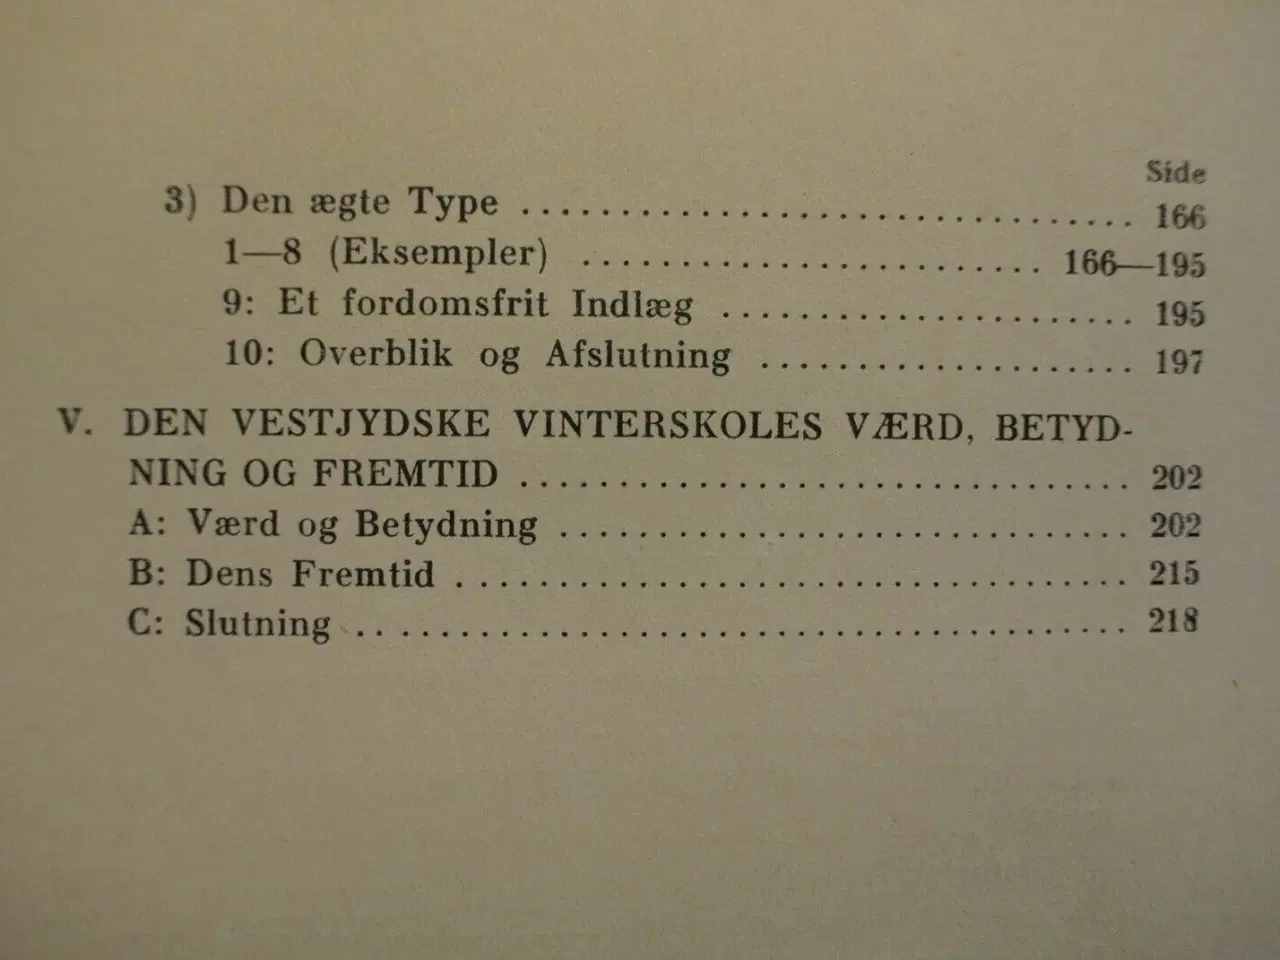 Side
3) Den ægte Type ............................... 166
1—8 (Eksempler) ........................ 166—195
9: Et fordomsfrit Indlæg ..................... 195
10: Overblik og Afslutning ................... 197
V. DEN VESTJYDSKE VINTERSKOLES VÆRD, BETYD-
NING OG FREMTID ............................... 202
A: Værd og Betydning ............................. 202
B: Dens Fremtid .................................. 215
C: Slutning ....................................... 218